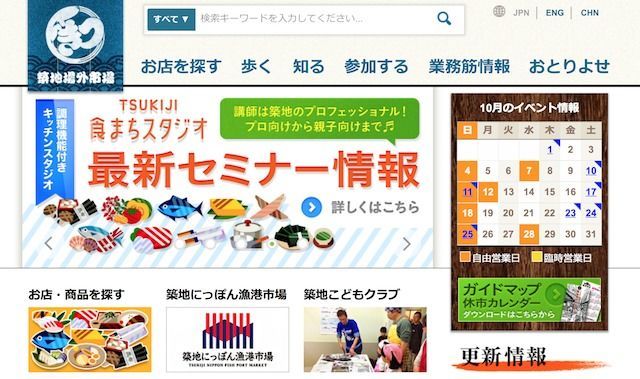 築地場外市場
すべて ▼
検索キーワードを入力してください...
JPN
ENG
CHN
お店を探す
歩く
知る
参加する
業務筋情報
おとりよせ
調理機能付き
キッチンスタジオ
TSUKIJI
食まちスタジオ
講師は築地のプロフェッショナル!
プロ向けから親子向けまで♬
最新セミナー情報
詳しくはこちら
10月のイベント情報
日 月 火 水 木 金 土
1 2 3
4 5 6 7 8 9 10
11 12 13 14 15 16 17
18 19 20 21 22 23 24
25 26 27 28 29 30 31
自由営業日 臨時営業日
ガイドマップ
休市カレンダー
ダウンロードはこちらから
お店・商品を探す
築地にっぽん漁港市場
築地こどもクラブ
築地にっぽん漁港市場
TSUKIJI NIPPON FISH PORT MARKET
更新情報